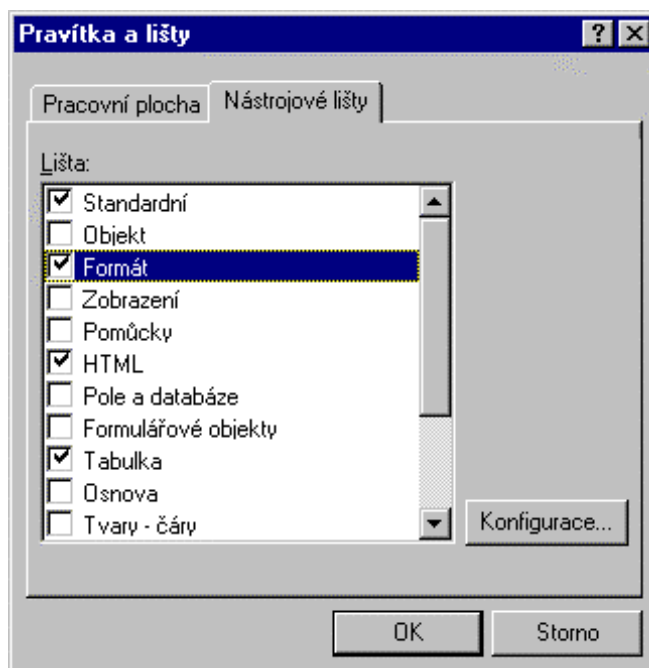 Pravítka a lišty
Pracovní plocha
Nástrojové lišty
Lišta:
Standardní
Objekt
Formát
Zobrazení
Pomůcky
HTML
Pole a databáze
Formulářové objekty
Tabulka
Osnova
Tvary - čáry
Konfigurace...
OK
Storno